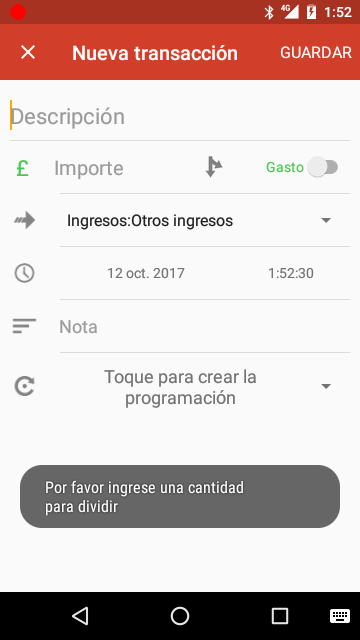 4G 1:52
Nueva transacción GUARDAR
Descripción
£ Importe Gasto
Ingresos:Otros ingresos
12 oct. 2017 1:52:30
Nota
Toque para crear la
programación
Por favor ingrese una cantidad
para dividir